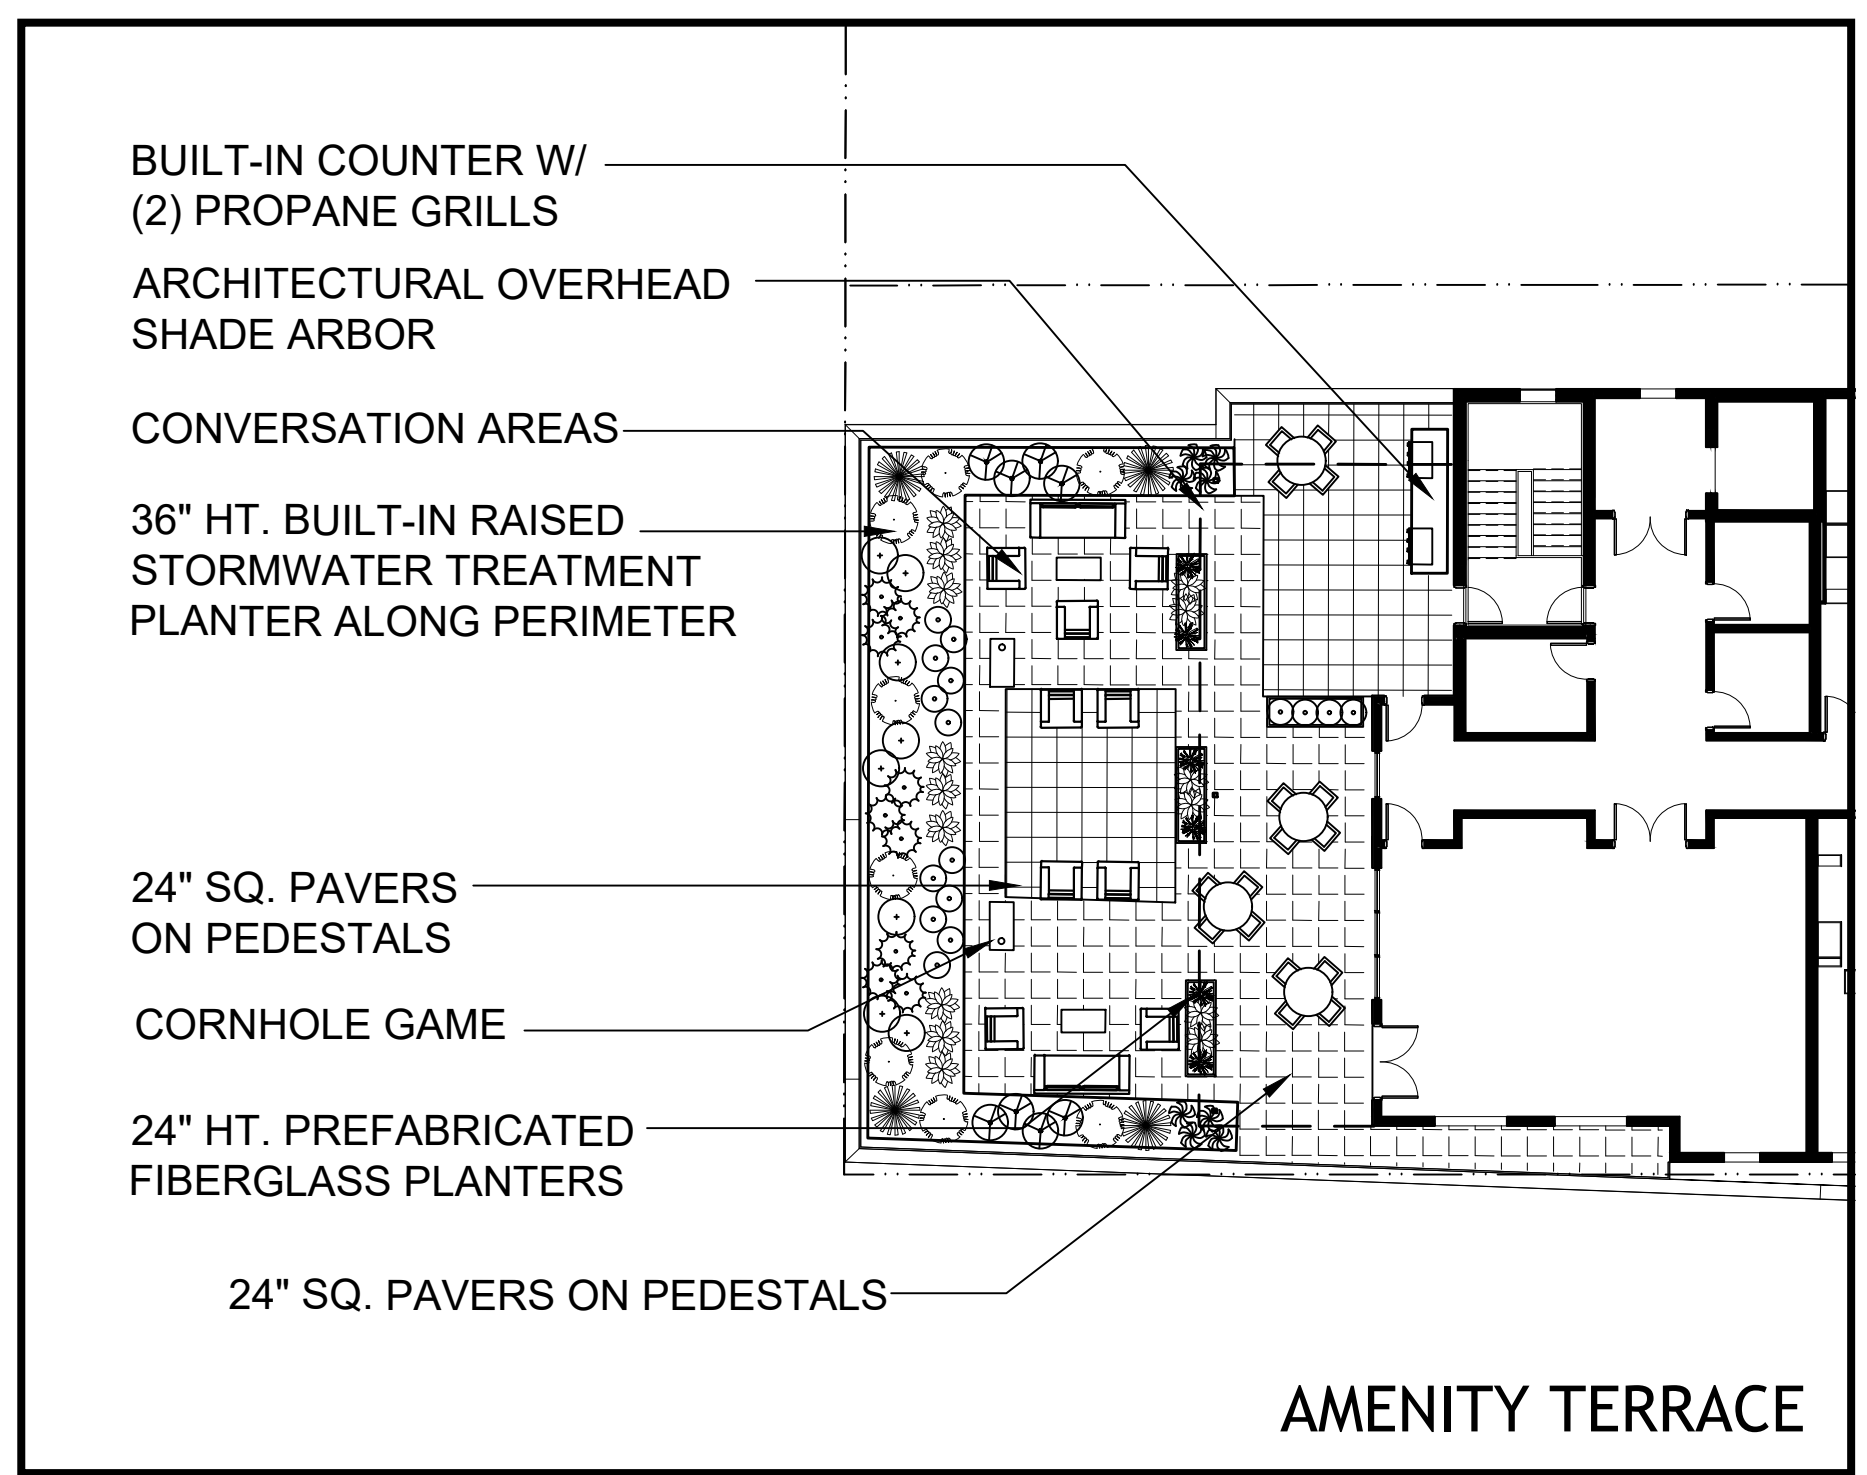 BUILT-IN COUNTER W/
(2) PROPANE GRILLS
ARCHITECTURAL OVERHEAD
SHADE ARBOR
CONVERSATION AREAS
36" HT. BUILT-IN RAISED
STORMWATER TREATMENT
PLANTER ALONG PERIMETER
24" SQ. PAVERS
ON PEDESTALS
CORNHOLE GAME
24" HT. PREFABRICATED
FIBERGLASS PLANTERS
24" SQ. PAVERS ON PEDESTALS
AMENITY TERRACE